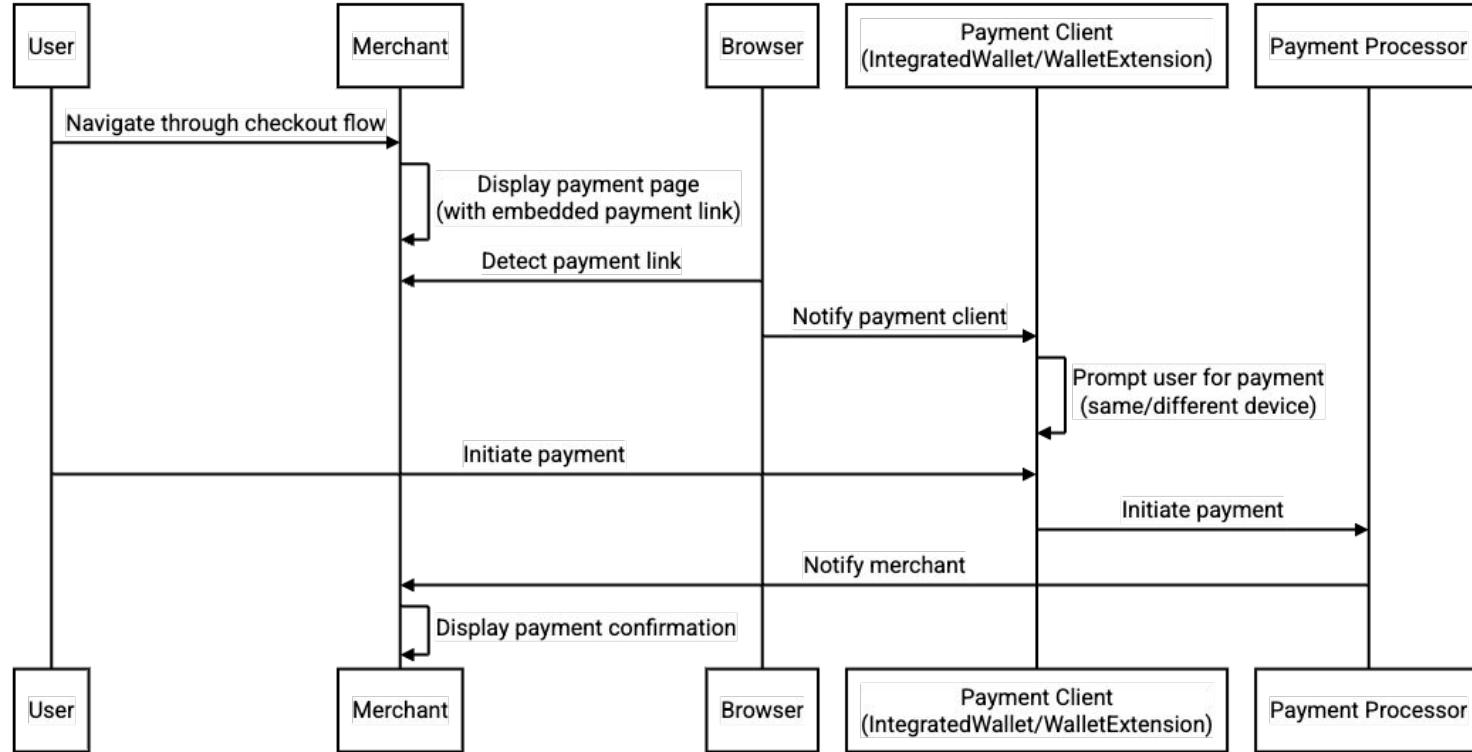 User
Merchant
Browser
Payment Client
(IntegratedWallet/WalletExtension)
Payment Processor
Navigate through checkout flow
Display payment page
(with embedded payment link)
Detect payment link
Notify payment client
Prompt user for payment
(same/different device)
Initiate payment
Initiate payment
Notify merchant
Display payment confirmation
User
Merchant
Browser
Payment Client
(IntegratedWallet/WalletExtension)
Payment Processor